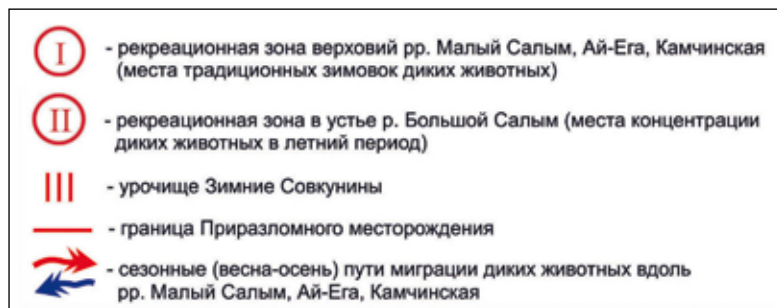 I - рекреационная зона верховий рр. Малый Салым, Ай-Ега, Камчинская
(места традиционных зимовок диких животных)
II - рекреационная зона в устье р. Большой Салым (места концентрации
диких животных в летний период)
III - урочище Зимние Совкунины
- граница Приразломного месторождения
- сезонные (весна-осень) пути миграции диких животных вдоль
рр. Малый Салым, Ай-Ега, Камчинская